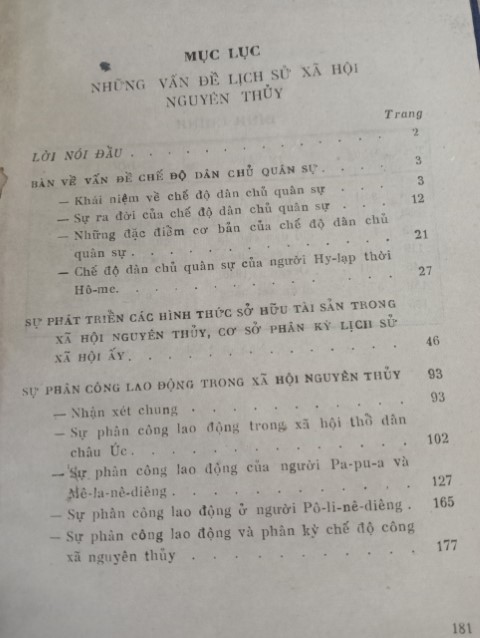 MỤC LỤC
NHỮNG VẤN ĐỀ LỊCH SỬ XÃ HỘI
NGUYÊN THỦY
Trang
LỜI NÓI ĐẦU . . . . . . . . . . 2
BÀN VỀ VẤN ĐỀ CHẾ ĐỘ DÂN CHỦ QUÂN SỰ . . . 3
— Khái niệm về chế độ dân chủ quân sự . . . 3
— Sự ra đời của chế độ dân chủ quân sự . . . 12
— Những đặc điểm cơ bản của chế độ dân chủ
quân sự . . . . . . . . . . 21
— Chế độ dân chủ quân sự của người Hy-lạp thời
Hô-me. . . . . . . . . . . 27
SỰ PHÁT TRIỂN CÁC HÌNH THỨC SỞ HỮU TÀI SẢN TRONG
XÃ HỘI NGUYÊN THỦY, CƠ SỞ PHÂN KỲ LỊCH SỬ
XÃ HỘI ẤY. . . . . . . . . . 46
SỰ PHÂN CÔNG LAO ĐỘNG TRONG XÃ HỘI NGUYÊN THỦY 93
— Nhận xét chung . . . . . . . . . 93
— Sự phân công lao động trong xã hội thổ dân
châu Úc. . . . . . . . . . . 102
— Sự phân công lao động của người Pa-pu-a và
Mê-la-nê-diêng . . . . . . . . . 127
— Sự phân công lao động ở người Pô-li-nê-diêng . 165
— Sự phân công lao động và phân kỳ chế độ công
xã nguyên thủy . . . . . . . . . 177
181